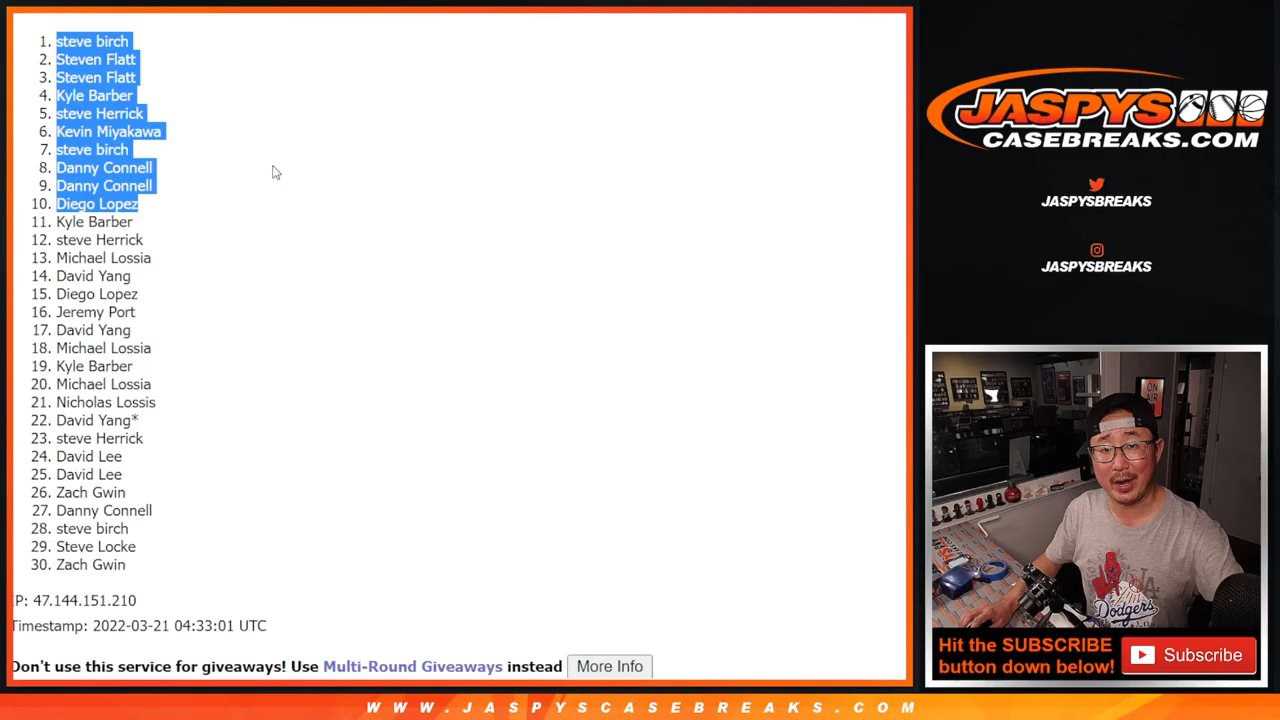 1. steve birch
2. Steven Flatt
3. Steven Flatt
4. Kyle Barber
5. steve Herrick
6. Kevin Miyakawa
7. steve birch
8. Danny Connell
9. Danny Connell
10. Diego Lopez
11. Kyle Barber
12. steve Herrick
13. Michael Lossia
14. David Yang
15. Diego Lopez
16. Jeremy Port
17. David Yang
18. Michael Lossia
19. Kyle Barber
20. Michael Lossia
21. Nicholas Lossis
22. David Yang*
23. steve Herrick
24. David Lee
25. David Lee
26. Zach Gwin
27. Danny Connell
28. steve birch
29. Steve Locke
30. Zach Gwin
IP: 47.144.151.210
Timestamp: 2022-03-21 04:33:01 UTC
Don't use this service for giveaways! Use Multi-Round Giveaways instead More Info
JASPYS
CASEBREAKS.COM
JASPYSBREAKS
JASPYSBREAKS
ON
AIR
Dodgers
Hit the SUBSCRIBE
button down below!
Subscribe
WWW.JASPYSCASEBREAKS.COM